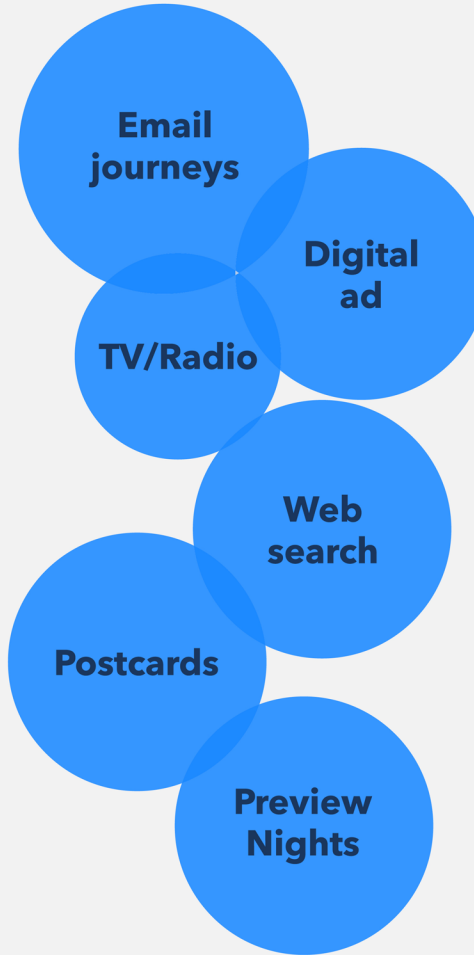 Email
journeys
Digital
ad
TV/Radio
Web
search
Postcards
Preview
Nights